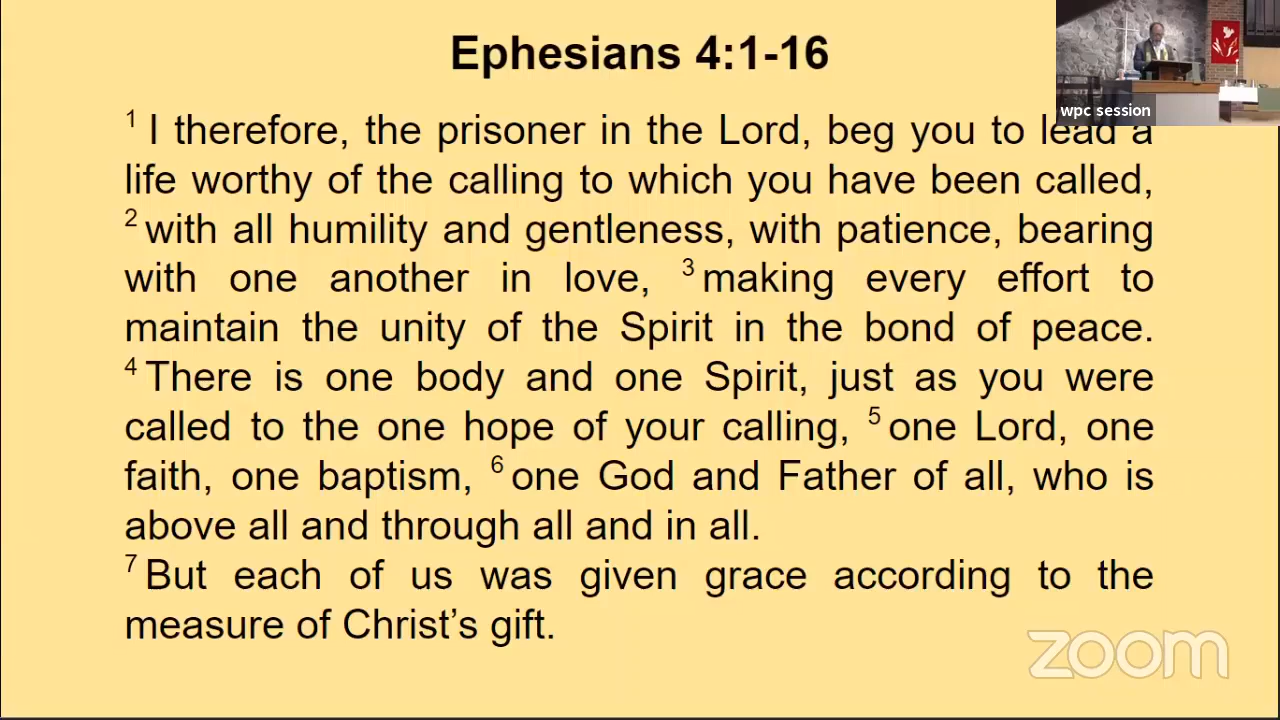 Ephesians 4:1-16
wpc session
1 I therefore, the prisoner in the Lord, beg you to lead a
life worthy of the calling to which you have been called,
2 with all humility and gentleness, with patience, bearing
with one another in love, 3 making every effort to
maintain the unity of the Spirit in the bond of peace.
4 There is one body and one Spirit, just as you were
called to the one hope of your calling, 5 one Lord, one
faith, one baptism, 6 one God and Father of all, who is
above all and through all and in all.
7 But each of us was given grace according to the
measure of Christ’s gift.
zoom